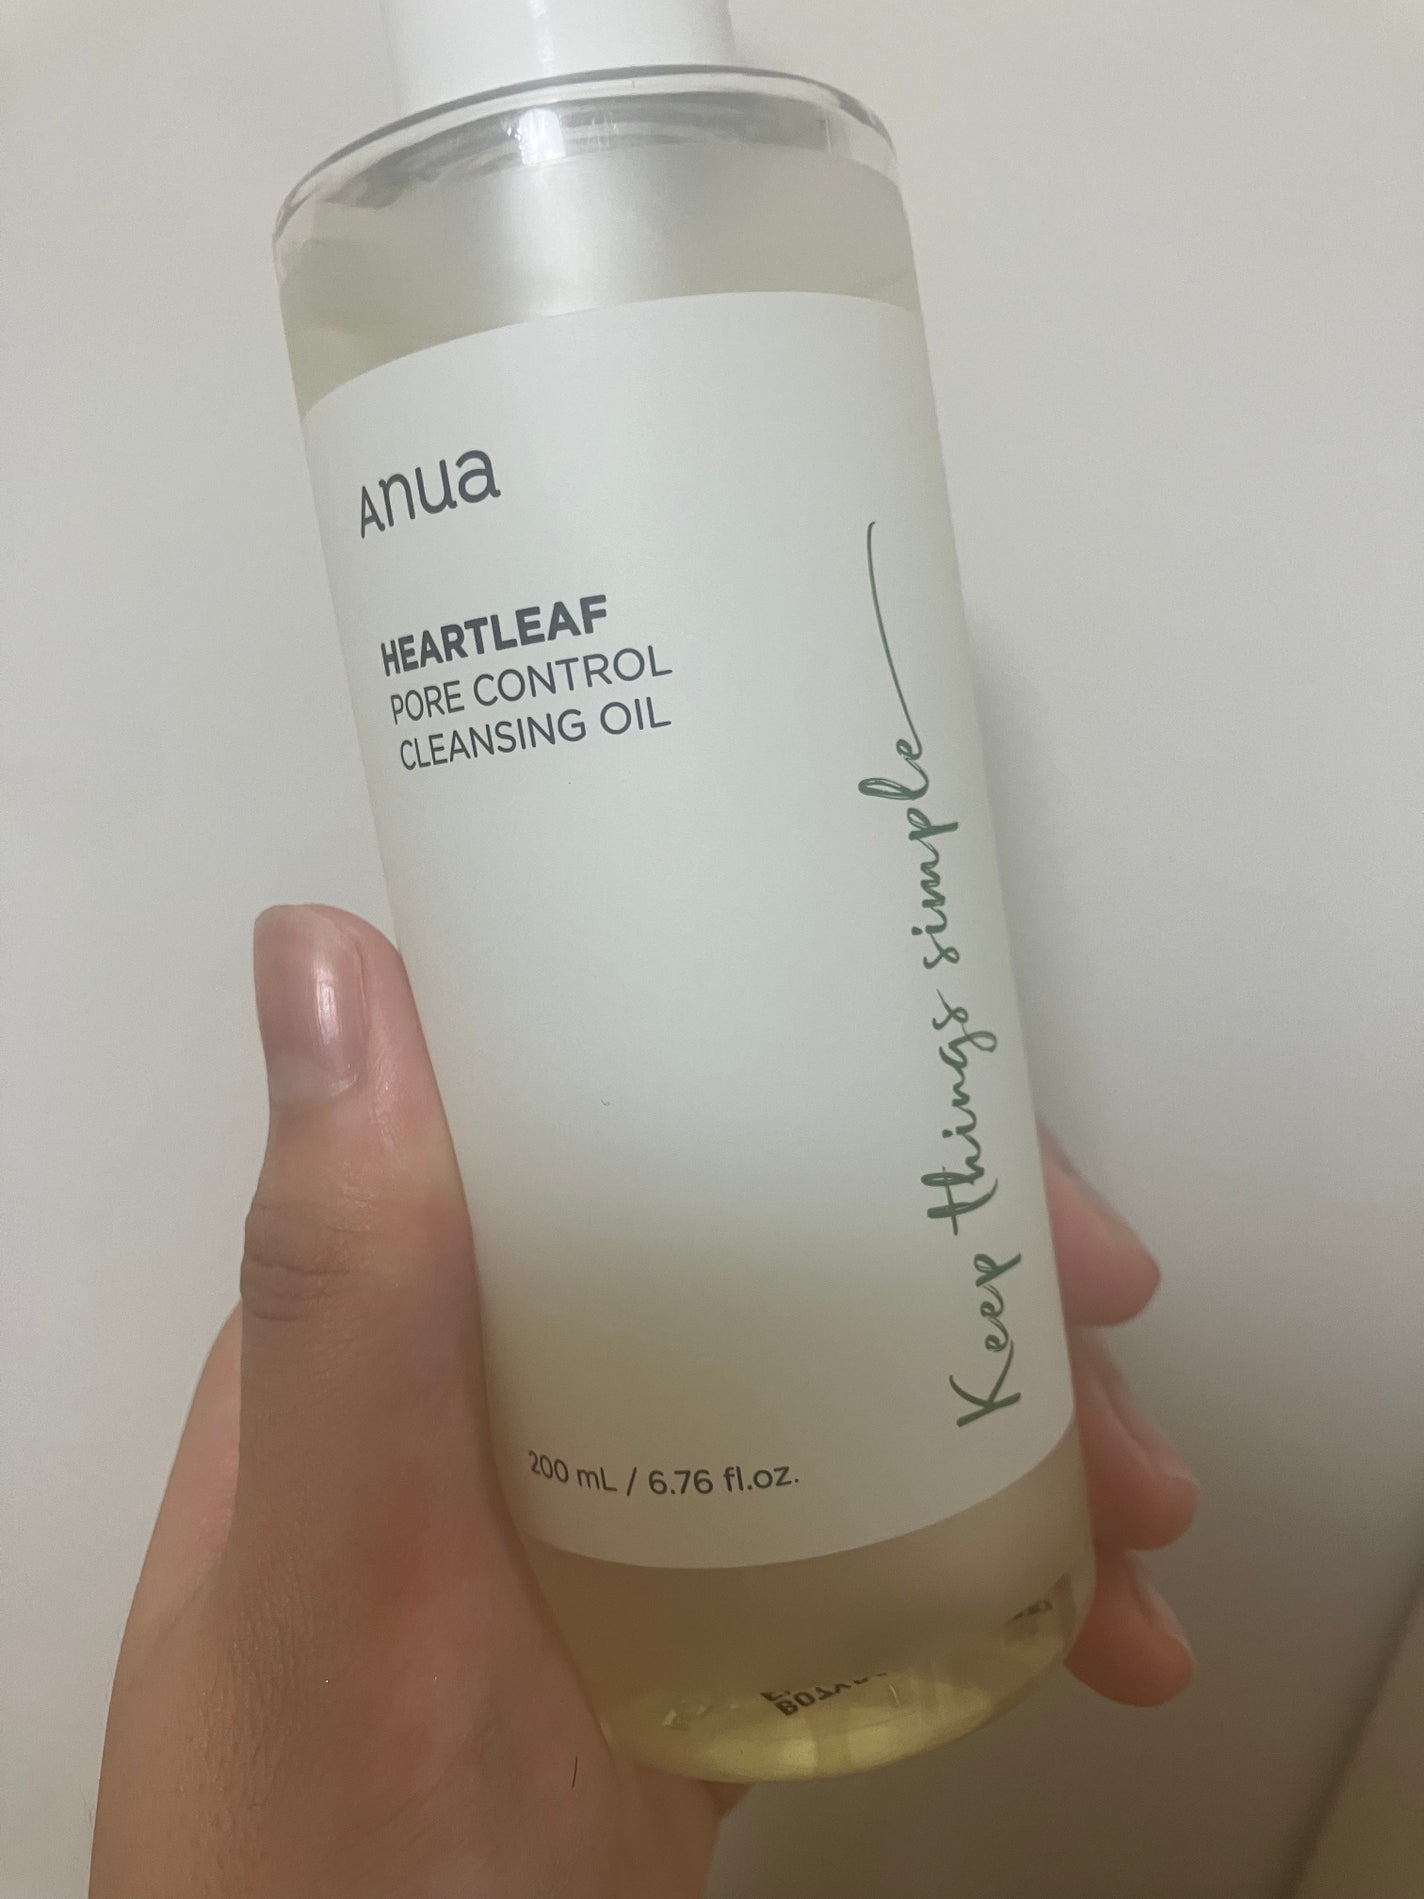 Anua
HEARTLEAF
PORE CONTROL
CLEANSING OIL
Keep things simple
200 mL / 6.76 fl.oz.